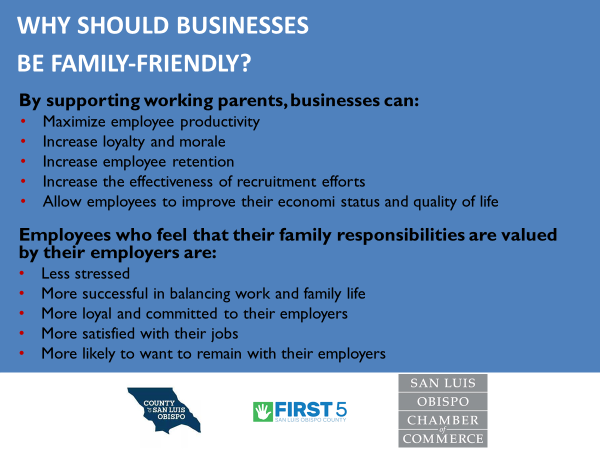 WHY SHOULD BUSINESSES
BE FAMILY-FRIENDLY?
By supporting working parents, businesses can:
• Maximize employee productivity
• Increase loyalty and morale
• Increase employee retention
• Increase the effectiveness of recruitment efforts
• Allow employees to improve their economi status and quality of life
Employees who feel that their family responsibilities are valued
by their employers are:
• Less stressed
• More successful in balancing work and family life
• More loyal and committed to their employers
• More satisfied with their jobs
• More likely to want to remain with their employers
COUNTY
OF SAN LUIS
OBISPO
FIRST 5
SAN LUIS OBISPO COUNTY
SAN LUIS
OBISPO
CHAMBER
of
COMMERCE